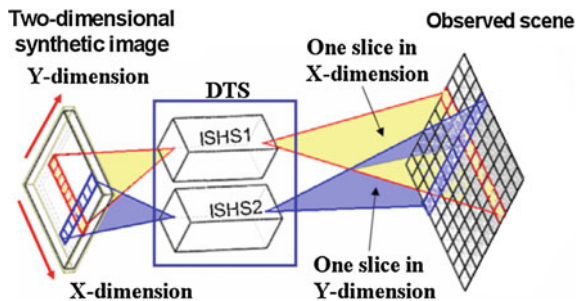 Two-dimensional
synthetic image
Observed scene
Y-dimension
One slice in
X-dimension
DTS
ISHS1
ISHS2
X-dimension
One slice in
Y-dimension